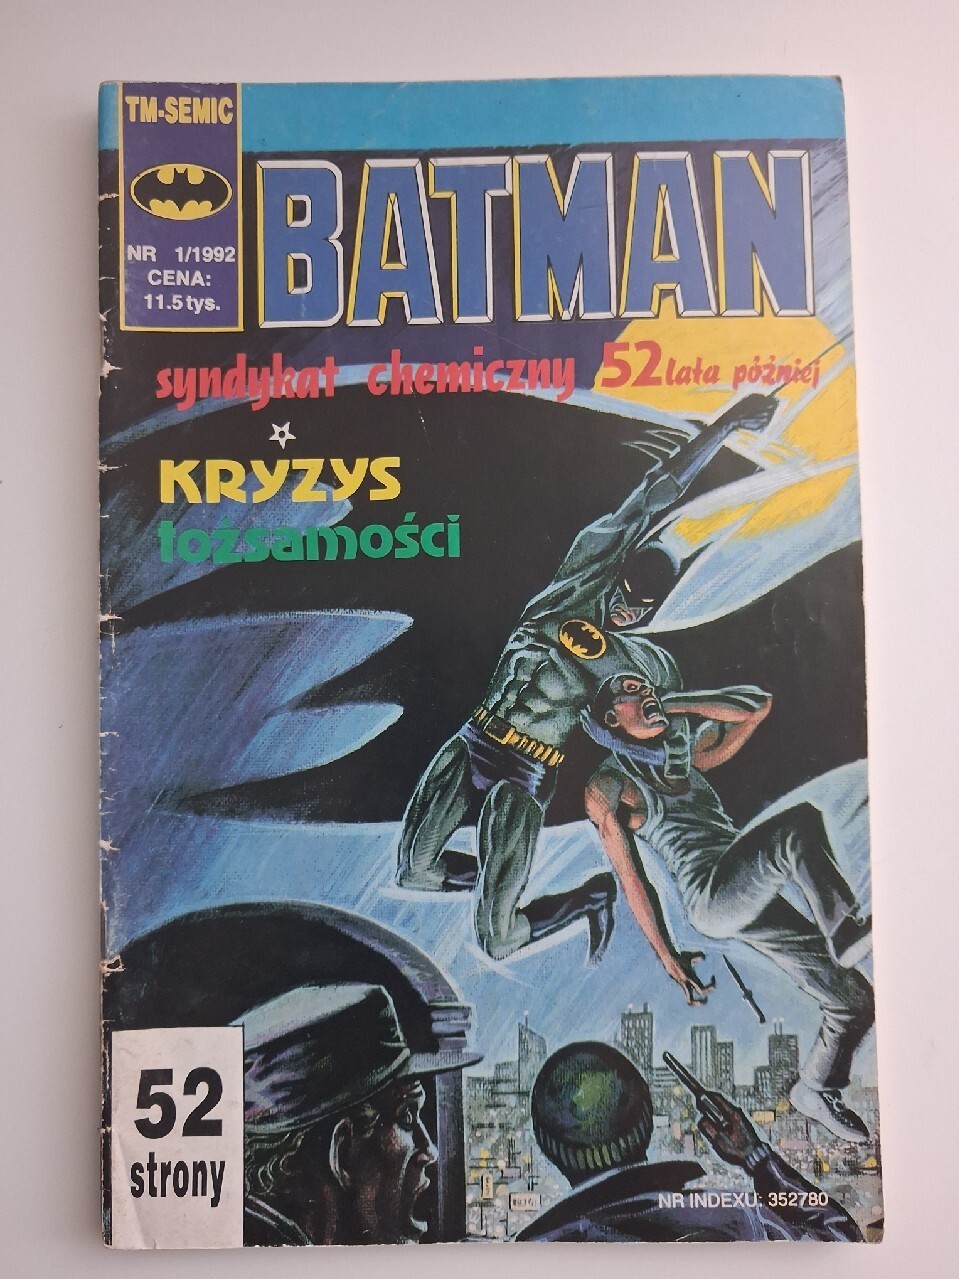 TM-SEMIC
NR 1/1992
CENA:
11.5 tys.
BATMAN
syndykat chemiczny 52 lata później
KRYZYS
tożsamości
52
strony
NR INDEXU: 352780